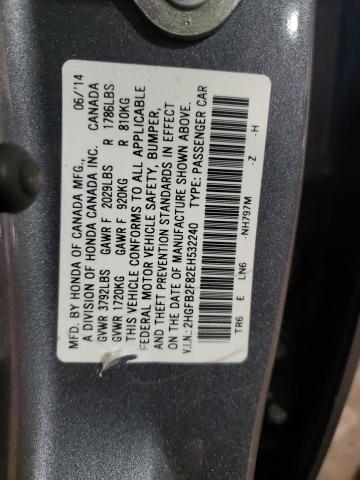 MFD. BY HONDA OF CANADA MFG., 06/'14
A DIVISION OF HONDA CANADA INC. CANADA
GVWR 3792LBS GAWR F 2029LBS R 1786LBS
GVWR 1720KG GAWR F 920KG R 810KG
THIS VEHICLE CONFORMS TO ALL APPLICABLE
FEDERAL MOTOR VEHICLE SAFETY, BUMPER,
AND THEFT PREVENTION STANDARDS IN EFFECT
ON THE DATE OF MANUFACTURE SHOWN ABOVE.
V.I.N.: 2HGFB2F82EH532240 TYPE: PASSENGER CAR
TR6 E LN6 -NH797M -Z -H